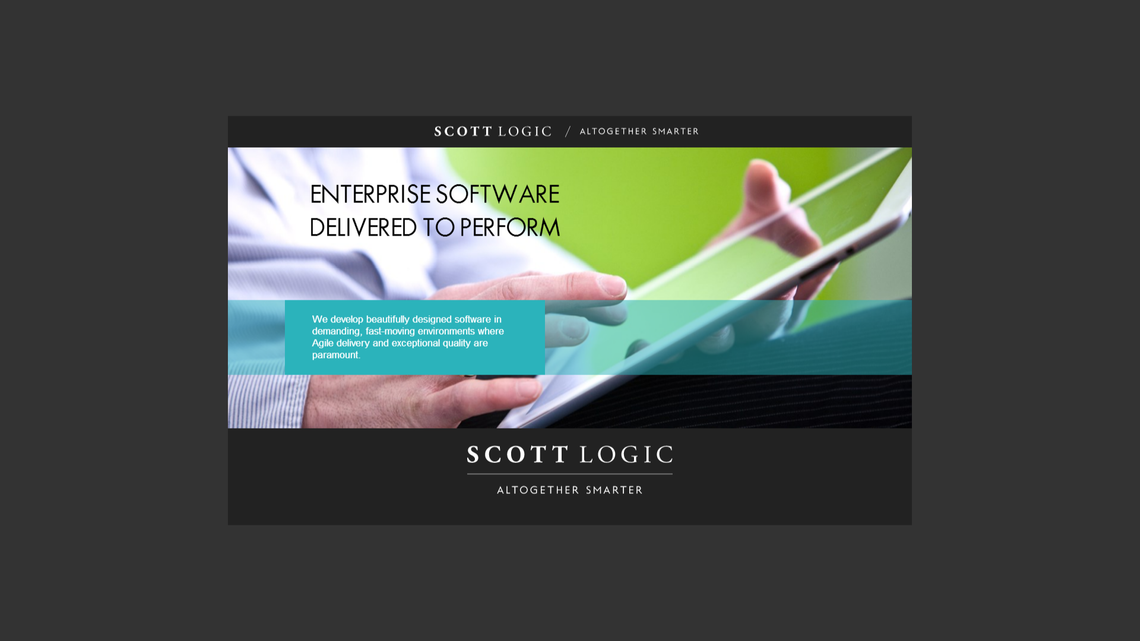 SCOTT LOGIC / ALTOGETHER SMARTER
ENTERPRISE SOFTWARE
DELIVERED TO PERFORM
We develop beautifully designed software in
demanding, fast-moving environments where
Agile delivery and exceptional quality are
paramount.
SCOTT LOGIC
ALTOGETHER SMARTER